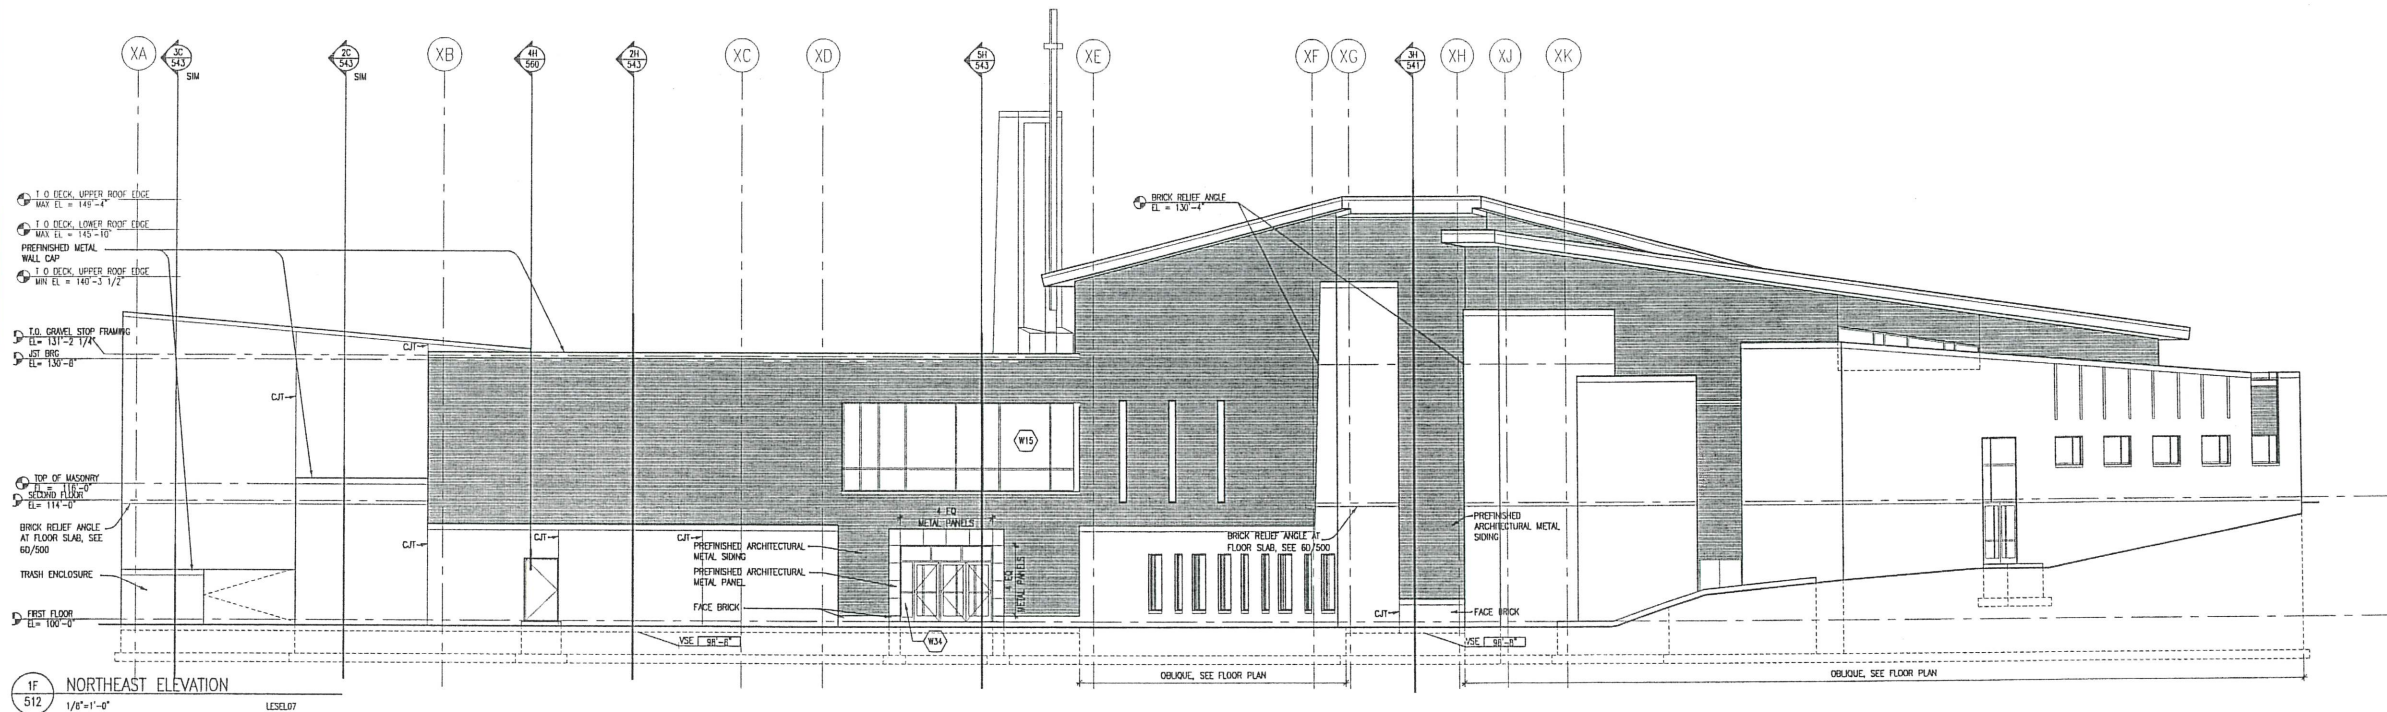 XA
3C
543
SIM
2C
543
SIM
XB
4H
560
2H
543
XC
XD
5H
543
XE
XF
XG
3H
541
XH
XJ
XK
T O DECK, UPPER ROOF EDGE
MAX EL = 149'-4"
T O DECK, LOWER ROOF EDGE
MAX EL = 145'-10"
PREFINISHED METAL
WALL CAP
T O DECK, UPPER ROOF EDGE
MIN EL = 140'-3 1/2"
BRICK RELIEF ANGLE
EL = 130'-4"
T.O. GRAVEL STOP FRAMING
EL= 131'-2 1/4"
JST BRG
EL= 130'-8"
CJT
CJT
W15
TOP OF MASONRY
EL = 116'-0"
SECOND FLOOR
EL= 114'-0"
BRICK RELIEF ANGLE
AT FLOOR SLAB, SEE
6D/500
4 EQ
METAL PANELS
CJT
CJT
CJT
PREFINISHED ARCHITECTURAL
METAL SIDING
PREFINISHED ARCHITECTURAL
METAL PANEL
4 EQ
METAL PANELS
BRICK RELIEF ANGLE AT
FLOOR SLAB, SEE 6D/500
PREFINISHED
ARCHITECTURAL METAL
SIDING
TRASH ENCLOSURE
FACE BRICK
CJT
FACE BRICK
FIRST FLOOR
EL= 100'-0"
VSE 98'-8"
W34
VSE 98'-8"
OBLIQUE, SEE FLOOR PLAN
OBLIQUE, SEE FLOOR PLAN
1F
512
NORTHEAST ELEVATION
1/8"=1'-0"
LESEL07